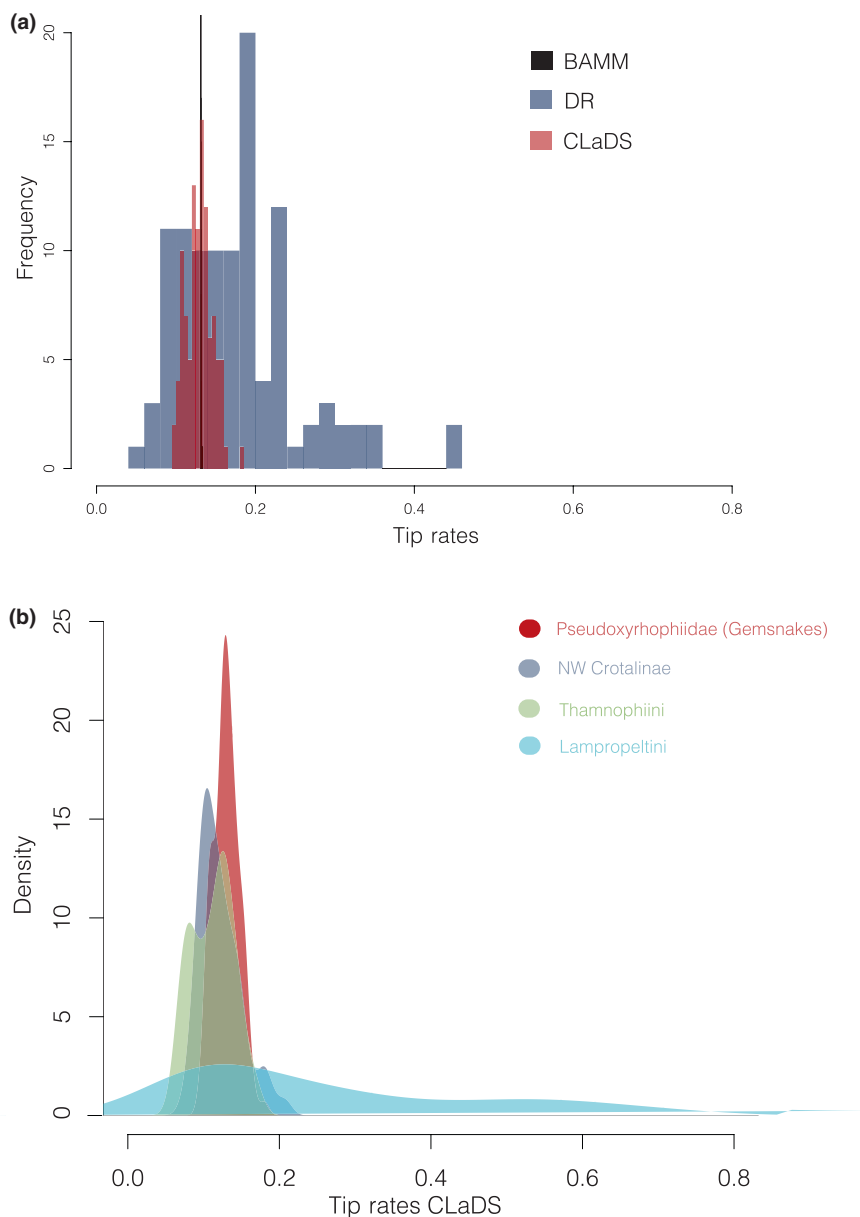 (a)
Frequency
20
15
10
5
0
BAMM
DR
CLaDS
0.0 0.2 0.4 0.6 0.8
Tip rates
(b)
Density
25
20
15
10
5
0
Pseudoxyrhophiidae (Gemsnakes)
NW Crotalinae
Thamnophiini
Lampropeltini
0.0 0.2 0.4 0.6 0.8
Tip rates CLaDS